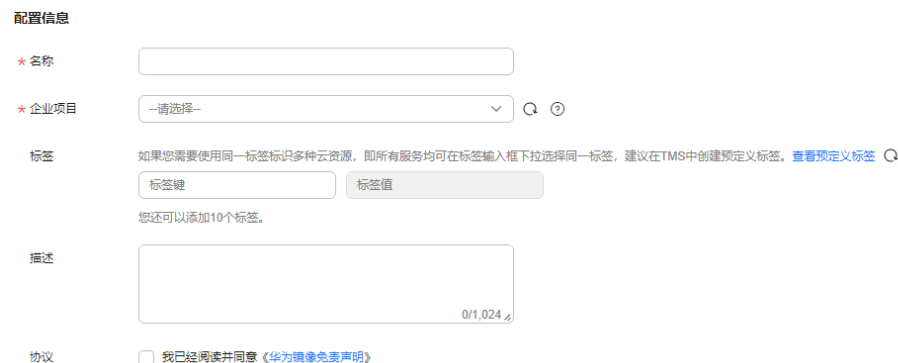 配置信息
* 名称
* 企业项目 --请选择--
标签 如果您需要使用同一标签标识多种云资源，即所有服务均可在标签输入框下拉选择同一标签，建议在TMS中创建预定义标签。查看预定义标签
标签键 标签值
您还可以添加10个标签。
描述
0/1,024
协议 我已经阅读并同意《华为镜像免责声明》